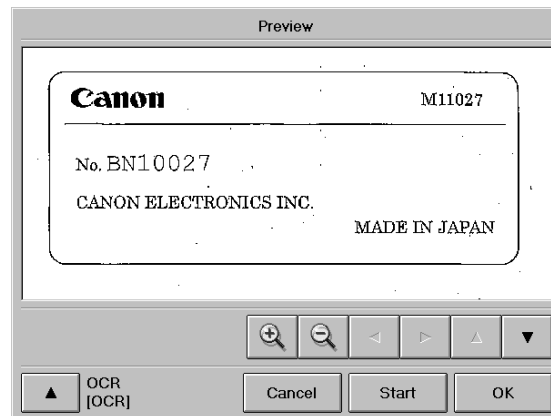 Preview
Canon M11027
No. BN10027
CANON ELECTRONICS INC.
MADE IN JAPAN
OCR
[OCR]
Cancel Start OK